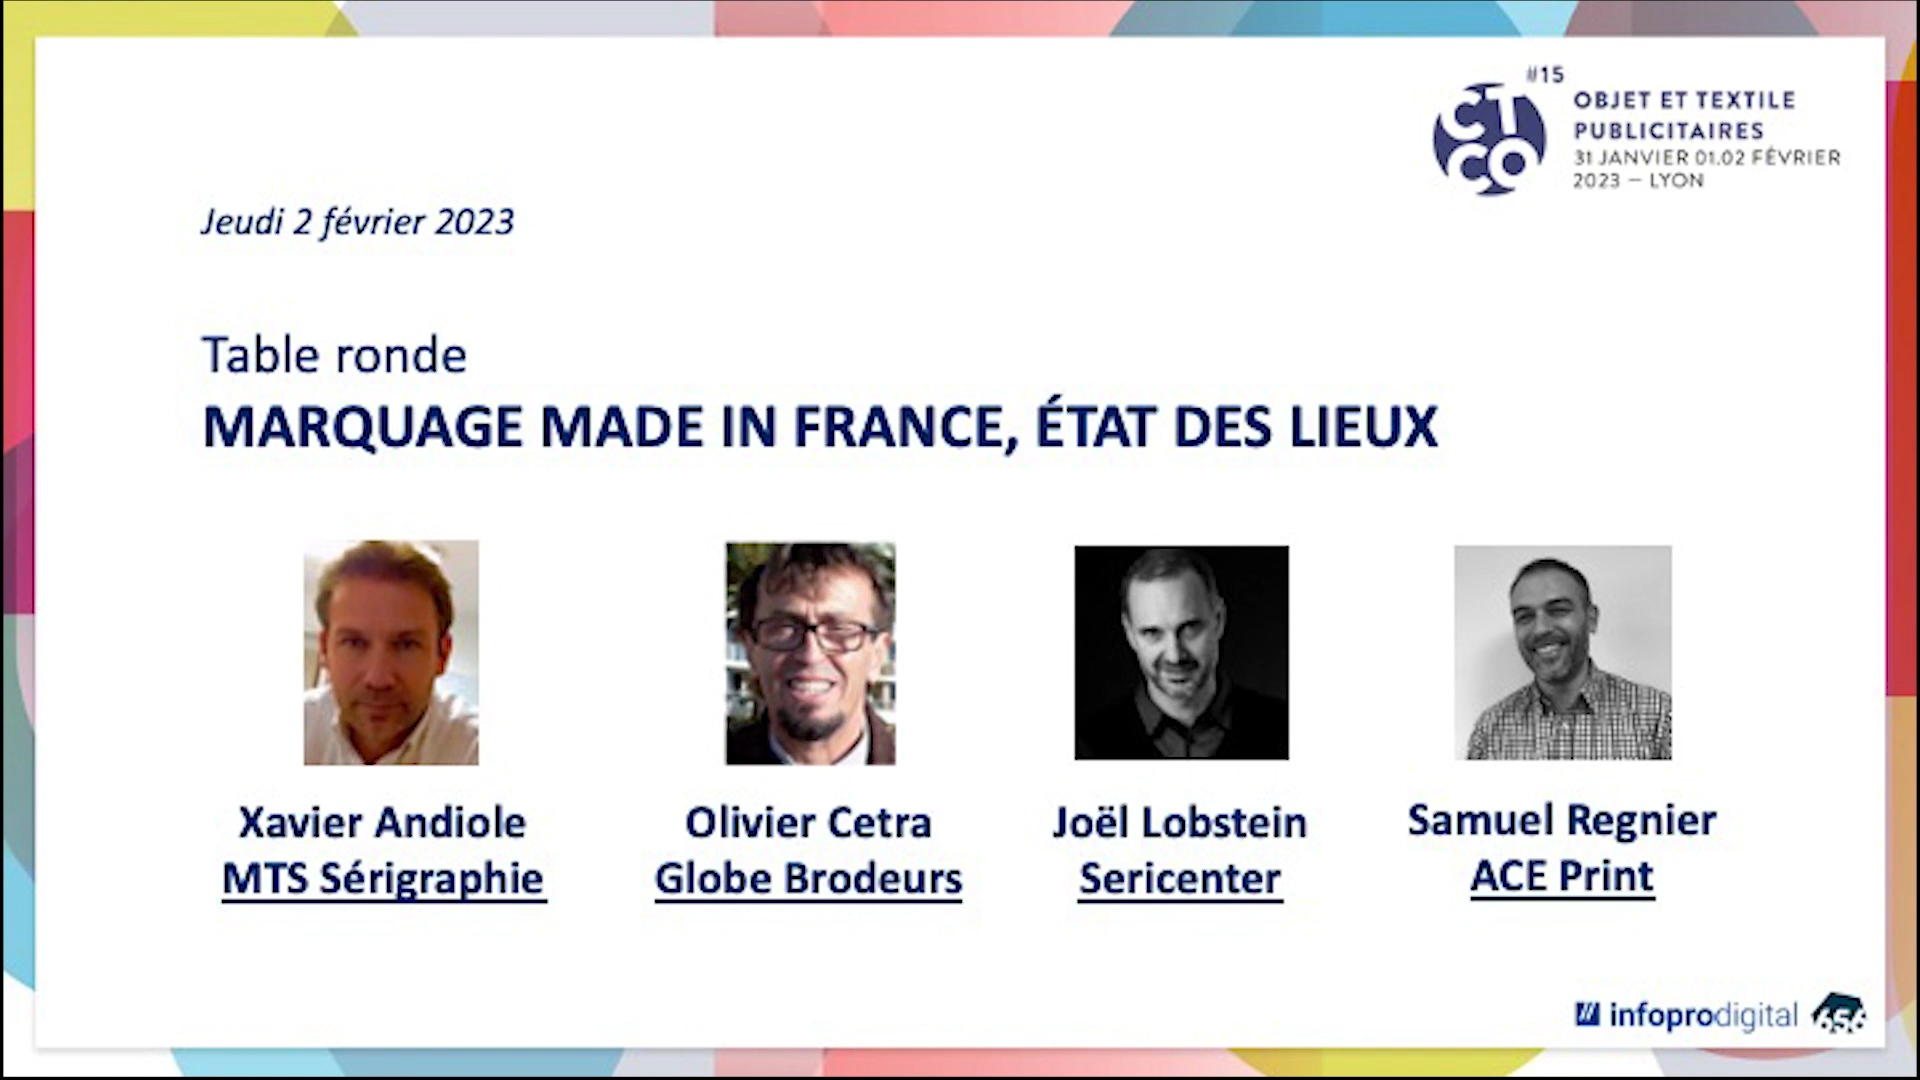 #15
CTCO
OBJET ET TEXTILE
PUBLICITAIRES
31 JANVIER 01.02 FÉVRIER
2023 – LYON
Jeudi 2 février 2023
Table ronde
MARQUAGE MADE IN FRANCE, ÉTAT DES LIEUX
Xavier Andiole
MTS Sérigraphie
Olivier Cetra
Globe Brodeurs
Joël Lobstein
Sericenter
Samuel Regnier
ACE Print
infoprodigital
656